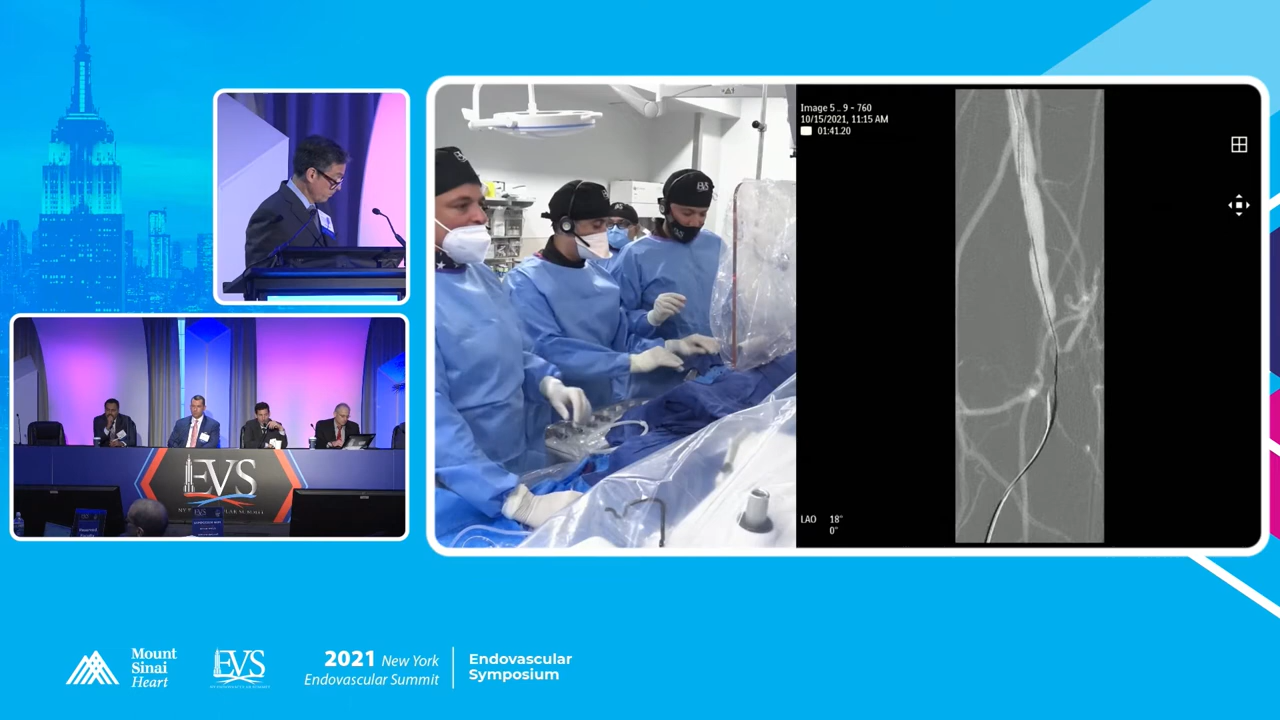 EVS
Image 5 .. 9 - 760
10/15/2021, 11:15 AM
01:41.20
LAO 18°
0°
EVS
Mount
Sinai
Heart
EVS
2021 New York
Endovascular Summit
Endovascular
Symposium